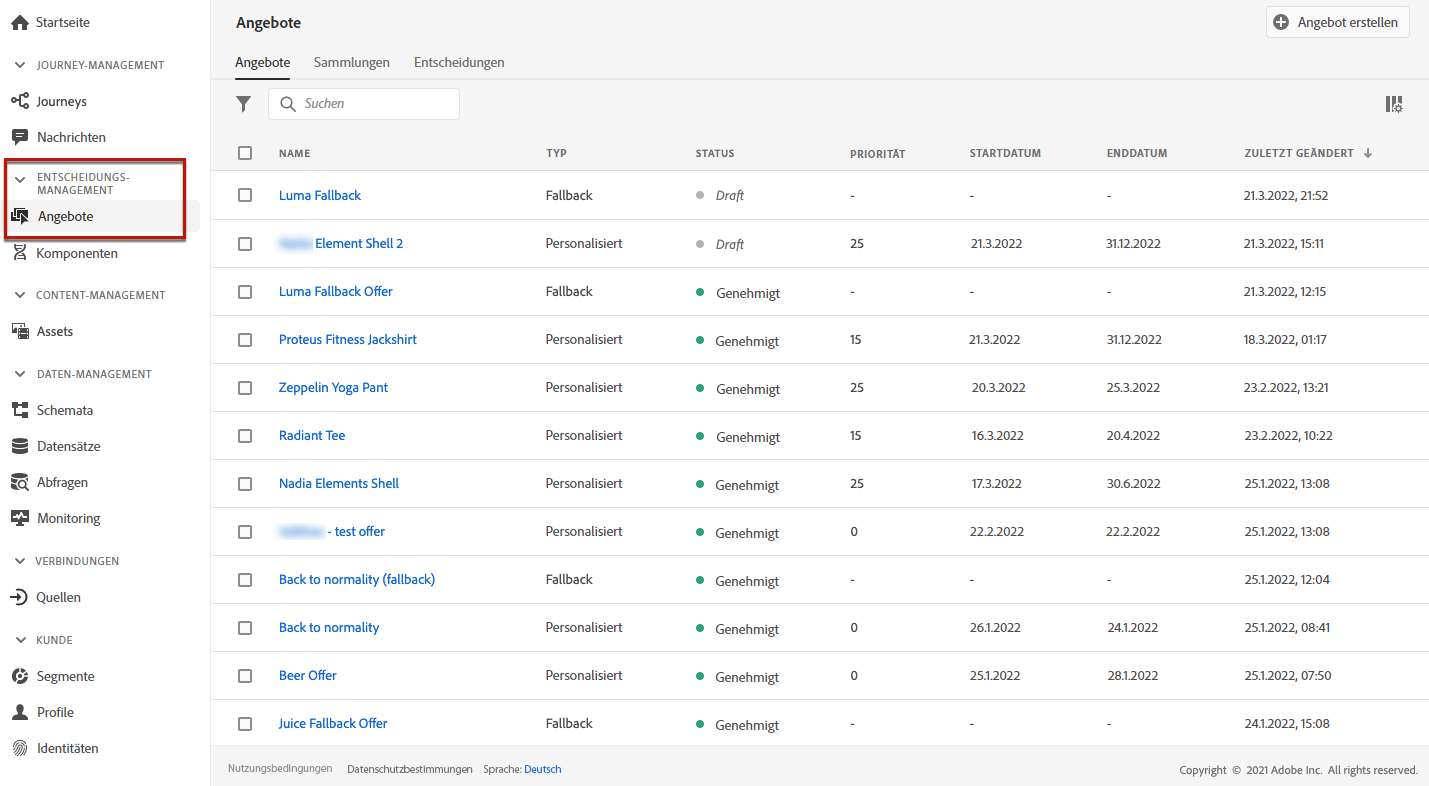 Startseite
JOURNEY-MANAGEMENT
Journeys
Nachrichten
ENTSCHEIDUNGS-
MANAGEMENT
Angebote
Komponenten
CONTENT-MANAGEMENT
Assets
DATEN-MANAGEMENT
Schemata
Datensätze
Abfragen
Monitoring
VERBINDUNGEN
Quellen
KUNDE
Segmente
Profile
Identitäten
Angebote
Angebot erstellen
Angebote Sammlungen Entscheidungen
Suchen
NAME TYP STATUS PRIORITÄT STARTDATUM ENDDATUM ZULETZT GEÄNDERT
Luma Fallback Fallback Draft - - - 21.3.2022, 21:52
Element Shell 2 Personalisiert Draft 25 21.3.2022 31.12.2022 21.3.2022, 15:11
Luma Fallback Offer Fallback Genehmigt - - - 21.3.2022, 12:15
Proteus Fitness Jackshirt Personalisiert Genehmigt 15 21.3.2022 31.12.2022 18.3.2022, 01:17
Zeppelin Yoga Pant Personalisiert Genehmigt 25 20.3.2022 25.3.2022 23.2.2022, 13:21
Radiant Tee Personalisiert Genehmigt 15 16.3.2022 20.4.2022 23.2.2022, 10:22
Nadia Elements Shell Personalisiert Genehmigt 25 17.3.2022 30.6.2022 25.1.2022, 13:08
- test offer Personalisiert Genehmigt 0 22.2.2022 22.2.2022 25.1.2022, 13:08
Back to normality (fallback) Fallback Genehmigt - - - 25.1.2022, 12:04
Back to normality Personalisiert Genehmigt 0 26.1.2022 24.1.2022 25.1.2022, 08:41
Beer Offer Personalisiert Genehmigt 0 25.1.2022 28.1.2022 25.1.2022, 07:50
Juice Fallback Offer Fallback Genehmigt - - - 24.1.2022, 15:08
Nutzungsbedingungen Datenschutzbestimmungen Sprache: Deutsch Copyright © 2021 Adobe Inc. All rights reserved.